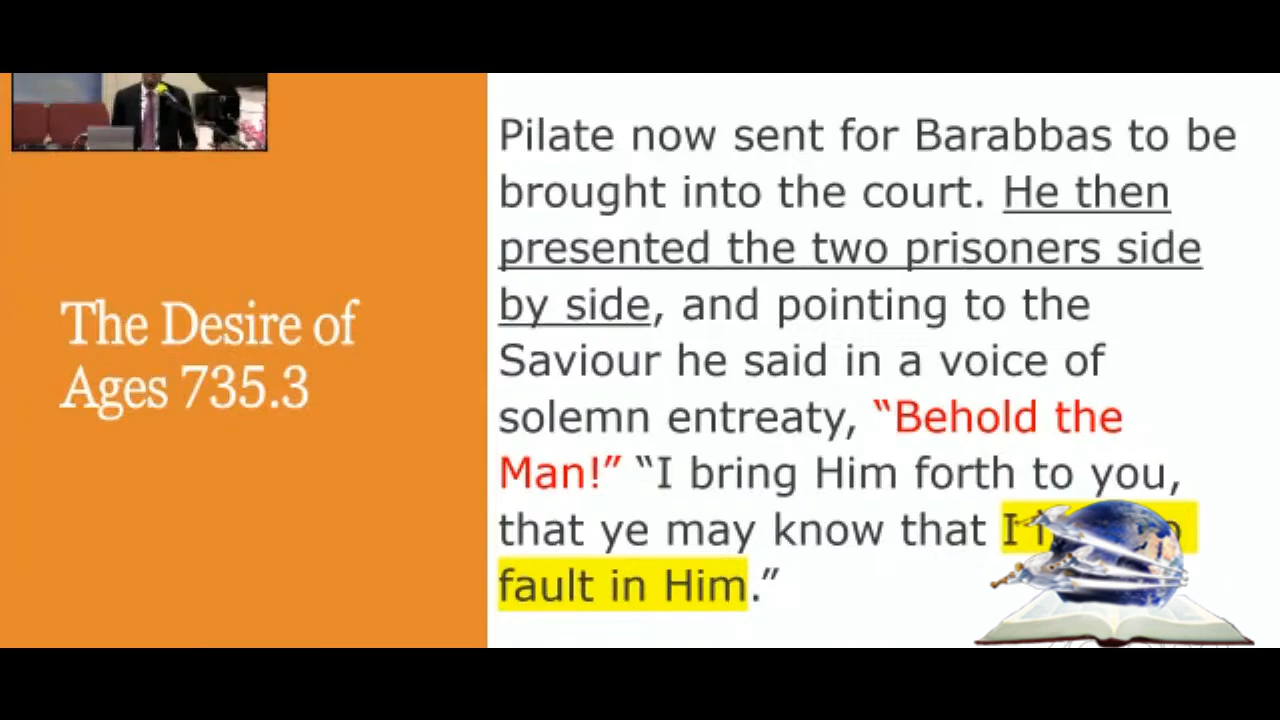 The Desire of
Ages 735.3
Pilate now sent for Barabbas to be
brought into the court. He then
presented the two prisoners side
by side, and pointing to the
Saviour he said in a voice of
solemn entreaty, “Behold the
Man!” “I bring Him forth to you,
that ye may know that I
fault in Him.”